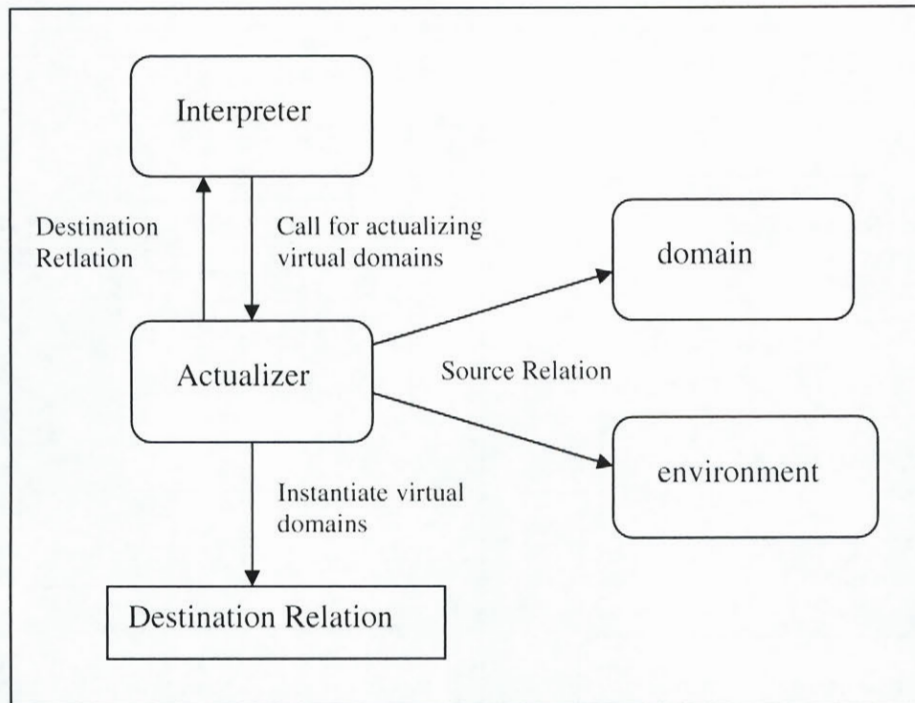 Interpreter
Destination
Retlation
Call for actualizing
virtual domains
domain
Actualizer
Source Relation
environment
Instantiate virtual
domains
Destination Relation